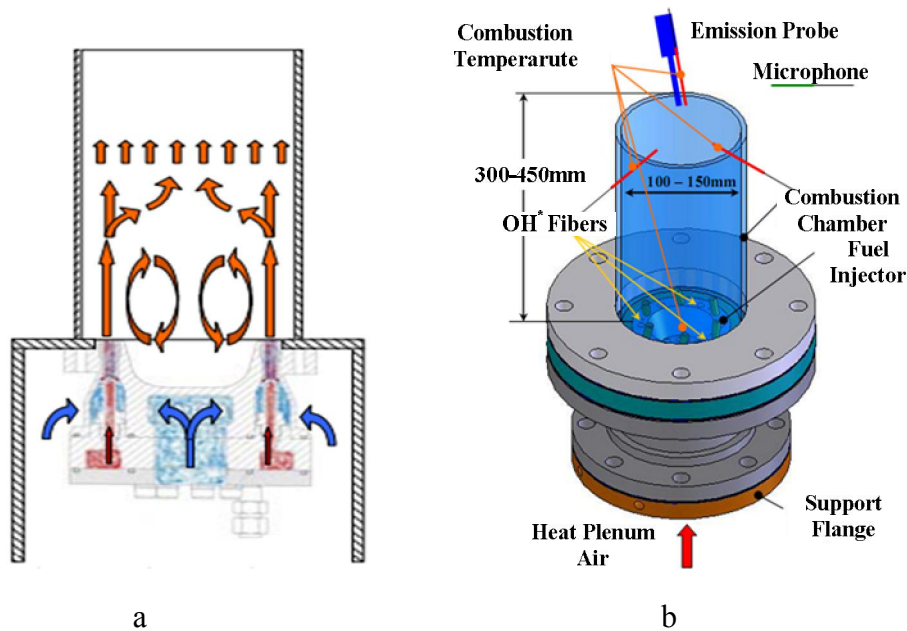 Combustion
Temperarute
Emission Probe
Microphone
300-450mm
100 – 150mm
OH* Fibers
Combustion
Chamber
Fuel
Injector
Support
Flange
Heat Plenum
Air
a
b